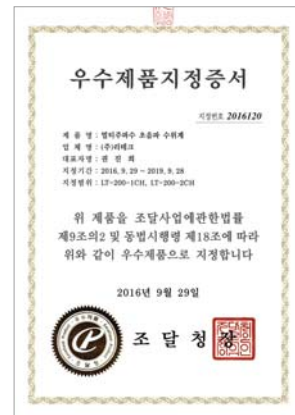 우수제품지정증서
지정번호 2016120
제 품 명 : 멀티주파수 초음파 수위계
업 체 명 : (주)리테크
대표자명 : 권 진 희
지정기간 : 2016. 9. 29 ~ 2019. 9. 28
지정범위 : LT-200-1CH, LT-200-2CH
위 제품을 조달사업에관한법률
제9조의2 및 동법시행령 제18조에 따라
위와 같이 우수제품으로 지정합니다
2016년 9월 29일
조 달 청 장